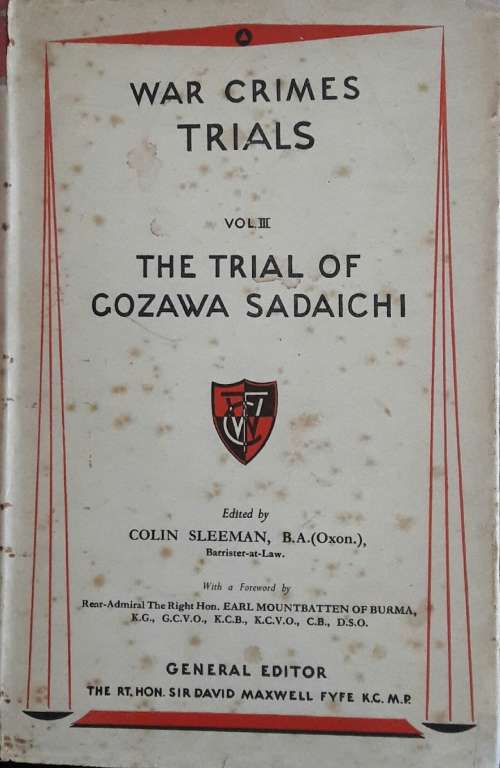 WAR CRIMES
TRIALS
VOL. III
THE TRIAL OF
GOZAWA SADAICHI
Edited by
COLIN SLEEMAN, B.A.(Oxon.),
Barrister-at-Law.
With a Foreword by
Rear-Admiral The Right Hon. EARL MOUNTBATTEN OF BURMA,
K.G., G.C.V.O., K.C.B., K.C.V.O., C.B., D.S.O.
GENERAL EDITOR
THE RT. HON. SIR DAVID MAXWELL FYFE K.C. M.P.